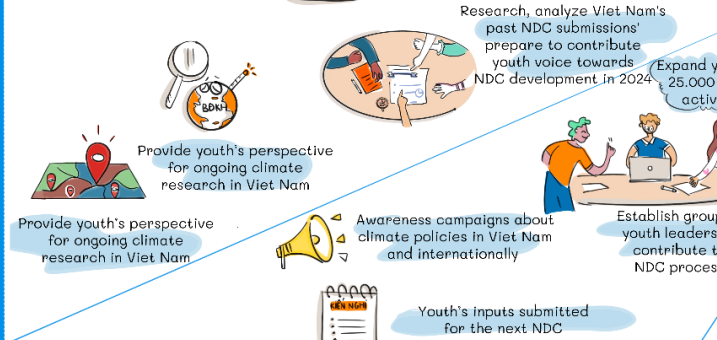 Research, analyze Viet Nam's
past NDC submissions'
prepare to contribute
youth voice towards
NDC development in 2024
Expand y
25.000
activ
BĐKH
Provide youth's perspective
for ongoing climate
research in Viet Nam
Provide youth's perspective
for ongoing climate
research in Viet Nam
Awareness campaigns about
climate policies in Viet Nam
and internationally
Establish group
youth leaders
contribute t
NDC proces
KIẾN NGHỊ
Youth's inputs submitted
for the next NDC